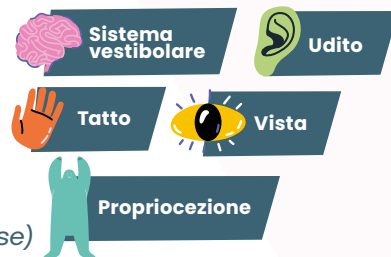 Sistema
vestibolare
Udito
Tatto
Vista
Propriocezione
se)